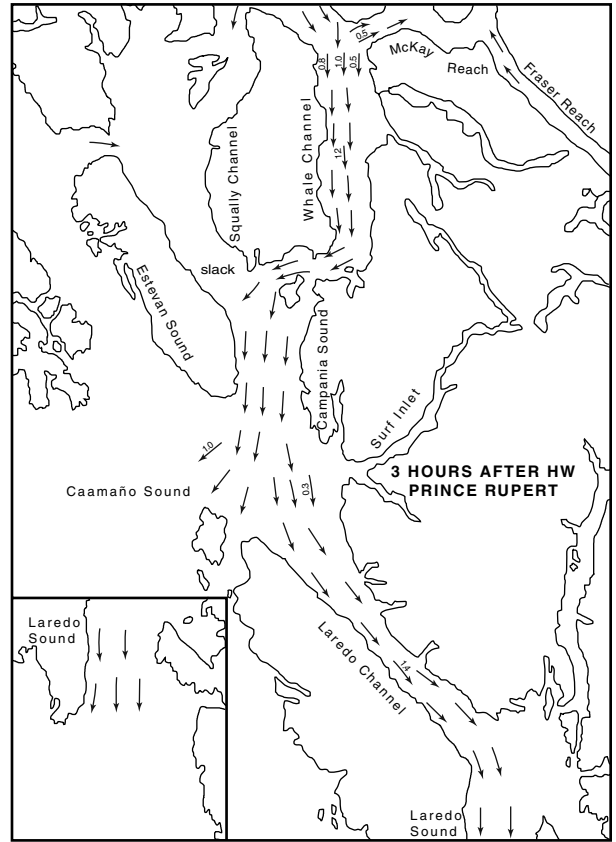 0.5
McKay
Reach
Fraser Reach
0.8
1.0
0.5
Squally Channel
Whale Channel
1.2
slack
Estevan Sound
Campania Sound
Surf Inlet
1.0
3 HOURS AFTER HW
PRINCE RUPERT
Caamaño Sound
0.3
Laredo
Sound
Laredo Channel
1.4
Laredo
Sound